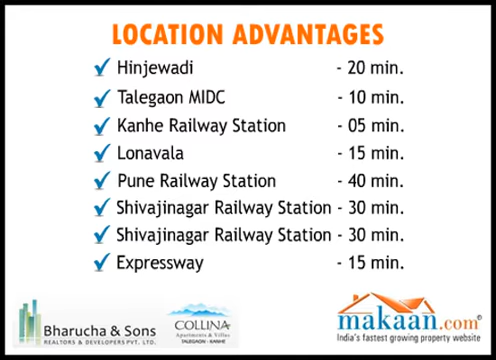 LOCATION ADVANTAGES
Hinjewadi - 20 min.
Talegaon MIDC - 10 min.
Kanhe Railway Station - 05 min.
Lonavala - 15 min.
Pune Railway Station - 40 min.
Shivajinagar Railway Station - 30 min.
Shivajinagar Railway Station - 30 min.
Expressway - 15 min.
Bharucha & Sons
REALTORS & DEVELOPERS PVT. LTD.
COLLINA
Apartments & Villas
TALEGAON - KANHE
makaan.com®
India's fastest growing property website